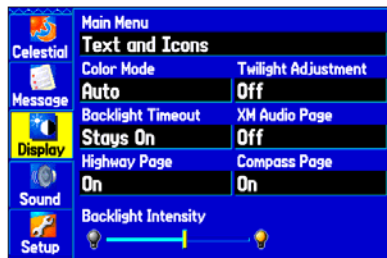 Celestial
Message
Display
Sound
Setup
Main Menu
Text and Icons
Color Mode
Auto
Twilight Adjustment
Off
Backlight Timeout
Stays On
XM Audio Page
Off
Highway Page
On
Compass Page
On
Backlight Intensity